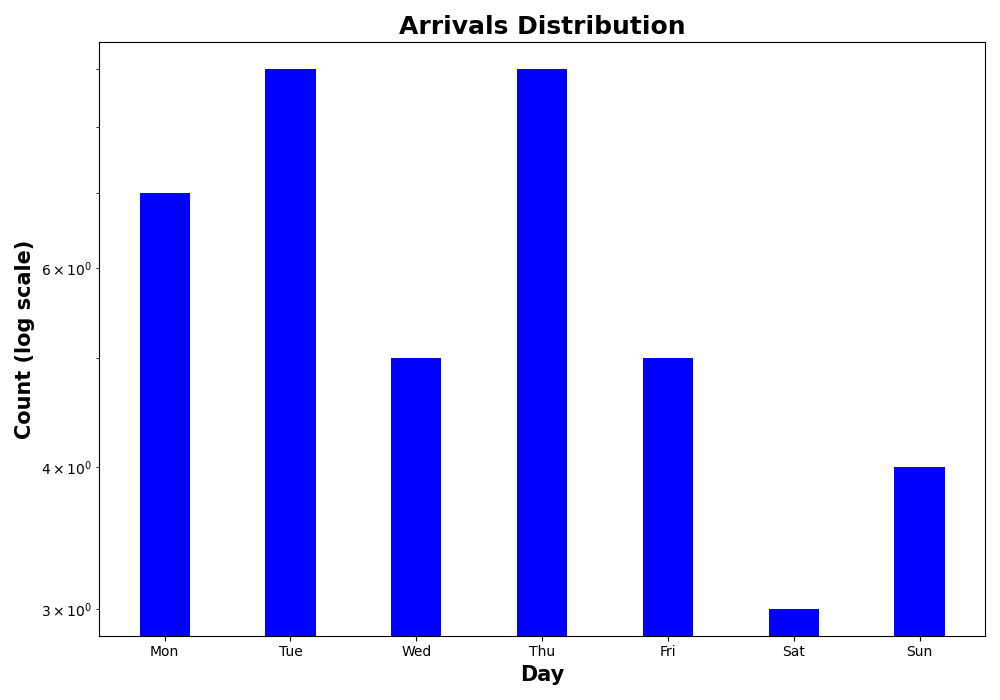 Arrivals Distribution
Count (log scale)
6 × 10⁰
4 × 10⁰
3 × 10⁰
Mon Tue Wed Thu Fri Sat Sun
Day